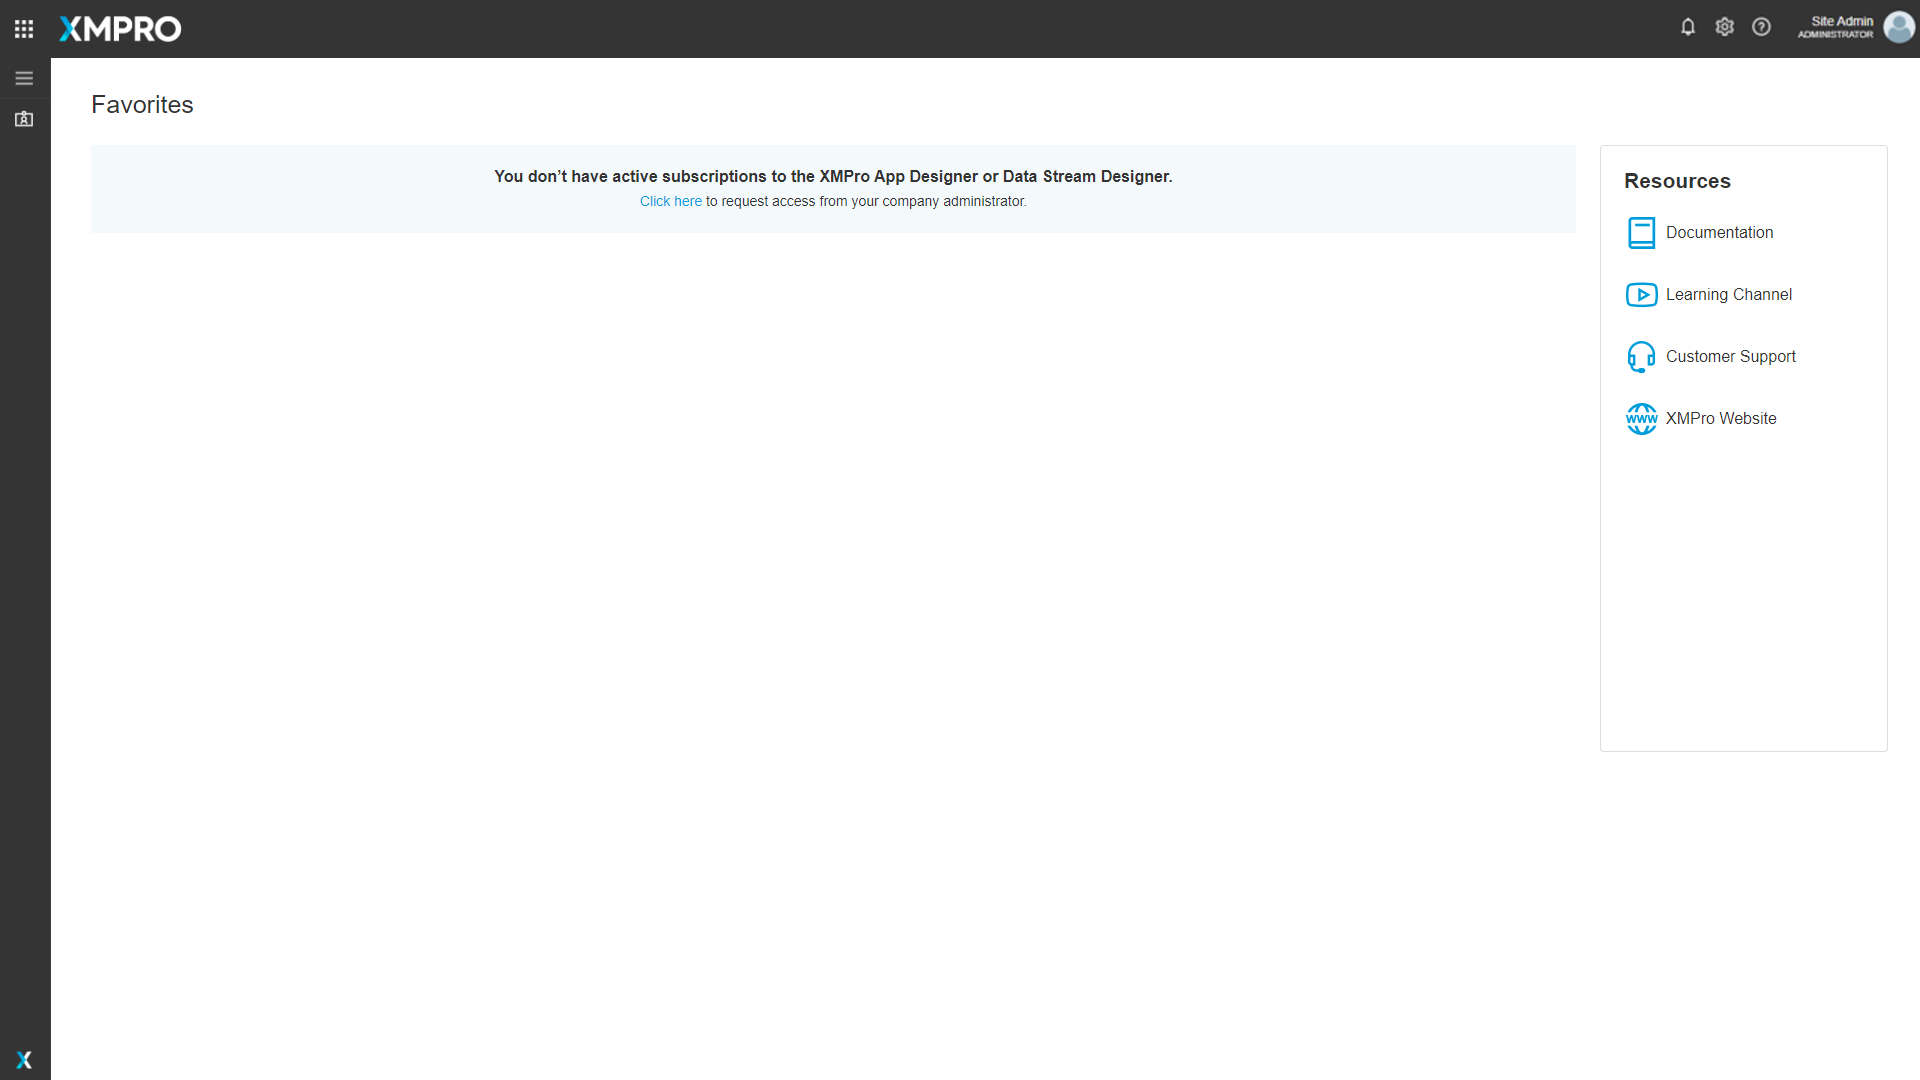 XMPRO
Site Admin
ADMINISTRATOR
Favorites
You don’t have active subscriptions to the XMPro App Designer or Data Stream Designer.
Click here to request access from your company administrator.
Resources
Documentation
Learning Channel
Customer Support
WWW
XMPro Website
X